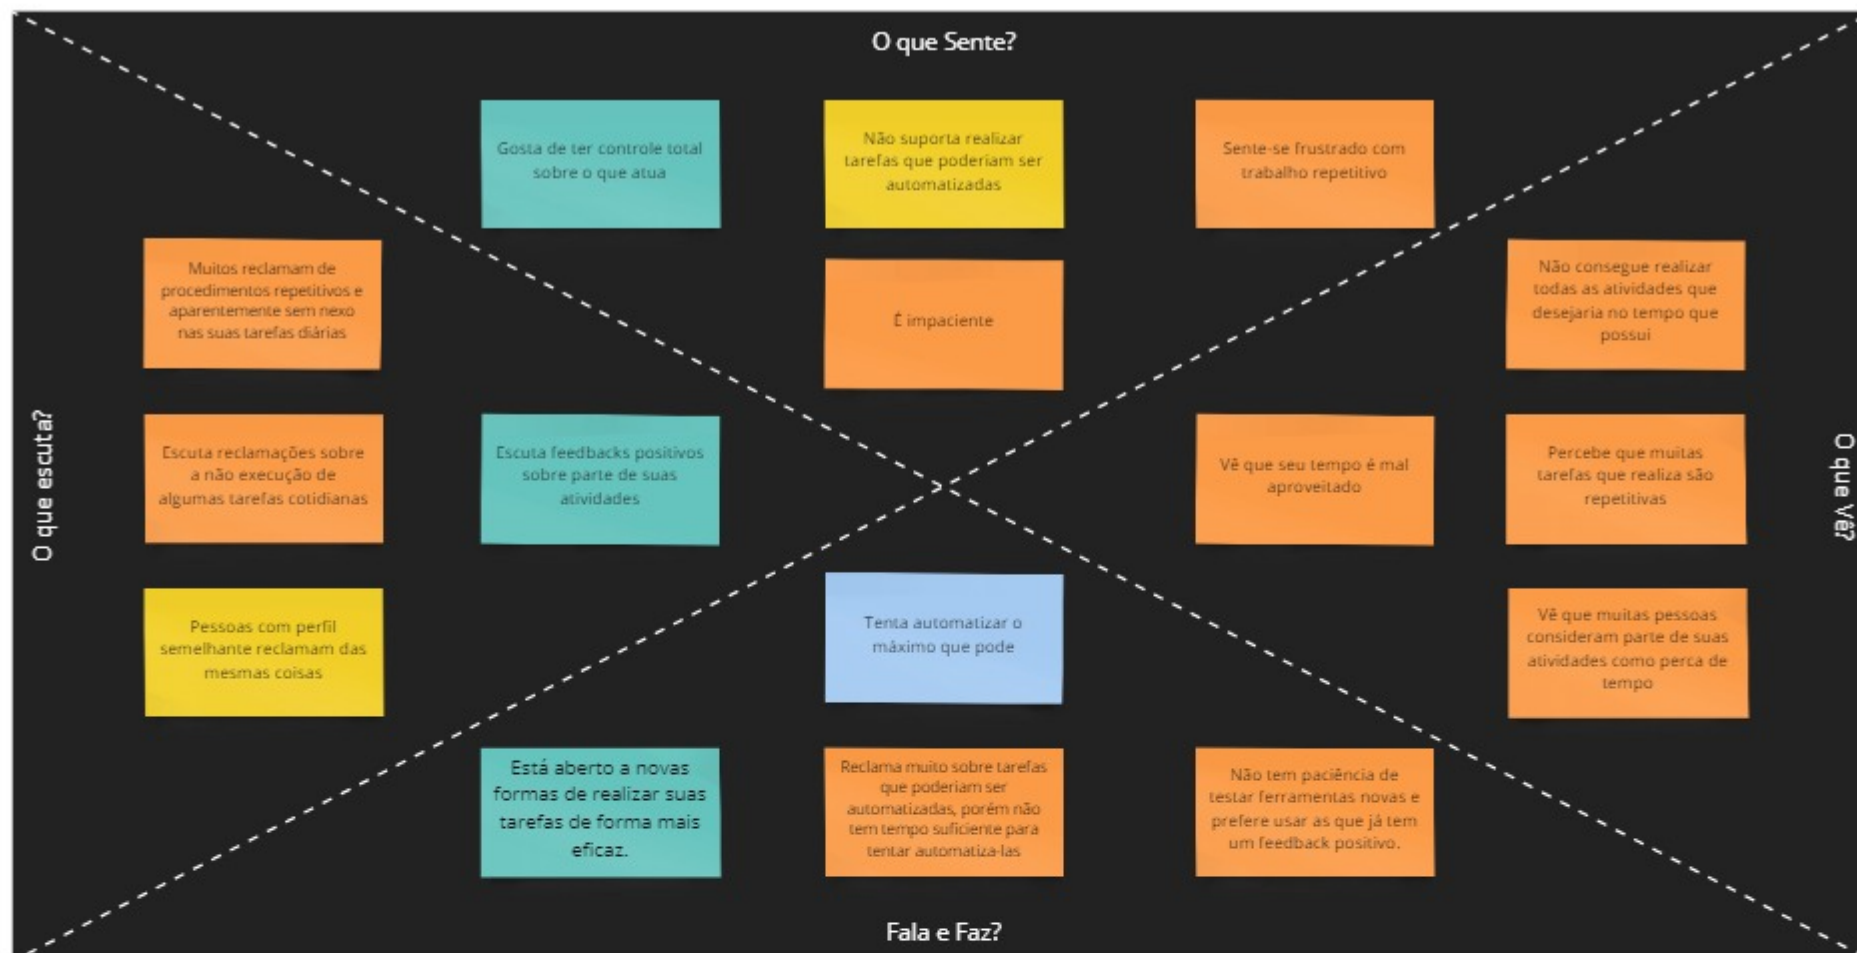 O que Sente?
Gosta de ter controle total
sobre o que atua
Não suporta realizar
tarefas que poderiam ser
automatizadas
Sente-se frustrado com
trabalho repetitivo
É impaciente
O que escuta?
Muitos reclamam de
procedimentos repetitivos e
aparentemente sem nexo
nas suas tarefas diárias
Escuta reclamações sobre
a não execução de
algumas tarefas cotidianas
Escuta feedbacks positivos
sobre parte de suas
atividades
Pessoas com perfil
semelhante reclamam das
mesmas coisas
O que Vê?
Não consegue realizar
todas as atividades que
desejaria no tempo que
possui
Vê que seu tempo é mal
aproveitado
Percebe que muitas
tarefas que realiza são
repetitivas
Vê que muitas pessoas
consideram parte de suas
atividades como perca de
tempo
Tenta automatizar o
máximo que pode
Está aberto a novas
formas de realizar suas
tarefas de forma mais
eficaz.
Reclama muito sobre tarefas
que poderiam ser
automatizadas, porém não
tem tempo suficiente para
tentar automatiza-las
Não tem paciência de
testar ferramentas novas e
prefere usar as que já tem
um feedback positivo.
Fala e Faz?